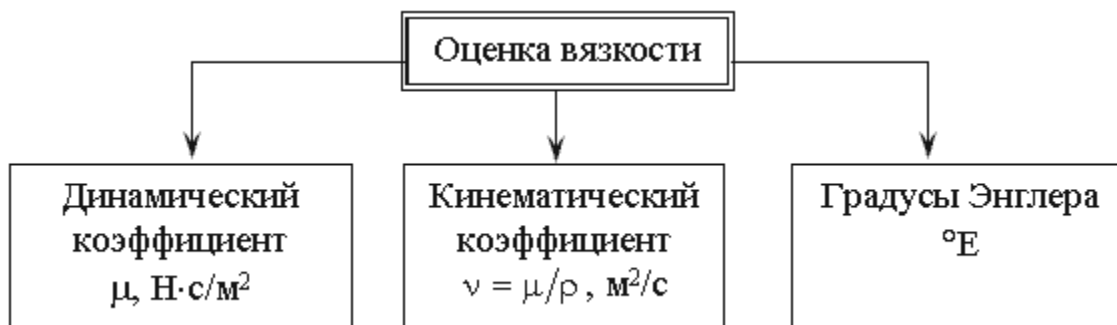 Оценка вязкости
Динамический
коэффициент
μ, Н·с/м²
Кинематический
коэффициент
ν = μ/ρ , м²/с
Градусы Энглера
°Е